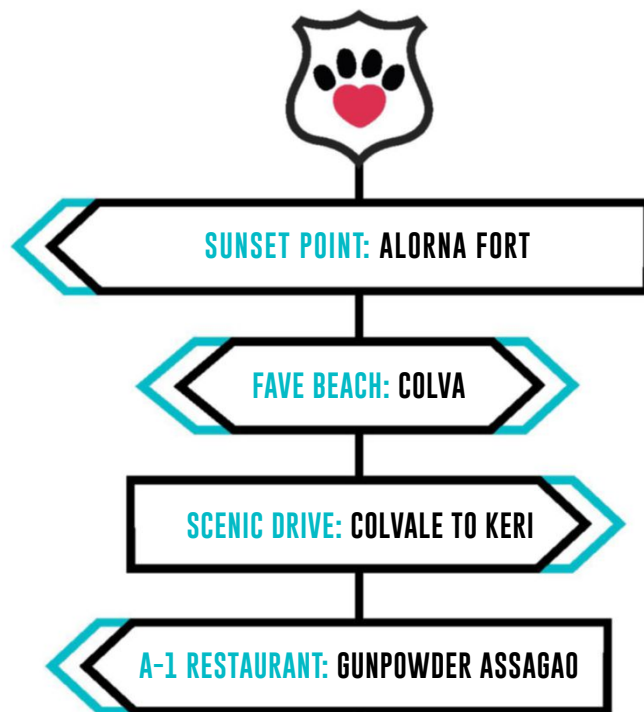 SUNSET POINT: ALORNA FORT
FAVE BEACH: COLVA
SCENIC DRIVE: COLVALE TO KERI
A-1 RESTAURANT: GUNPOWDER ASSAGAO